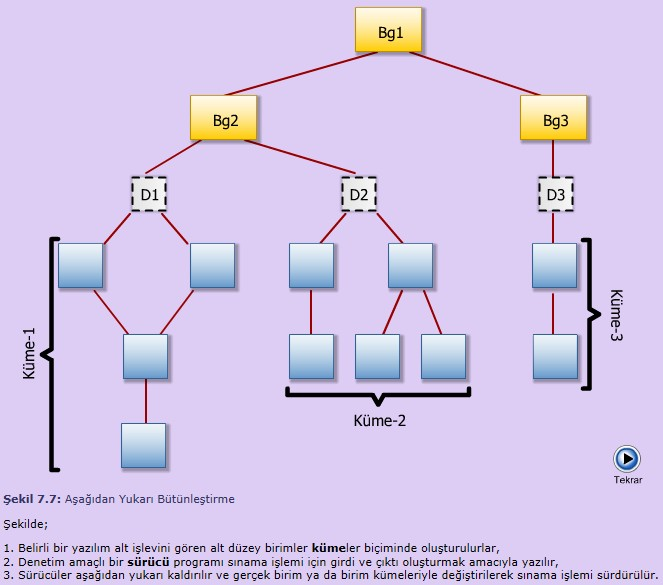 Bg1
Bg2
Bg3
D1
D2
D3
Küme-1
Küme-2
Küme-3
Tekrar
Şekil 7.7: Aşağıdan Yukarı Bütünleştirme
Şekilde;
1. Belirli bir yazılım alt işlevini gören alt düzey birimler kümeler biçiminde oluşturulurlar,
2. Denetim amaçlı bir sürücü programı sınama işlemi için girdi ve çıktı oluşturmak amacıyla yazılır,
3. Sürücüler aşağıdan yukarı kaldırılır ve gerçek birim ya da birim kümeleriyle değiştirilerek sınama işlemi sürdürülür.